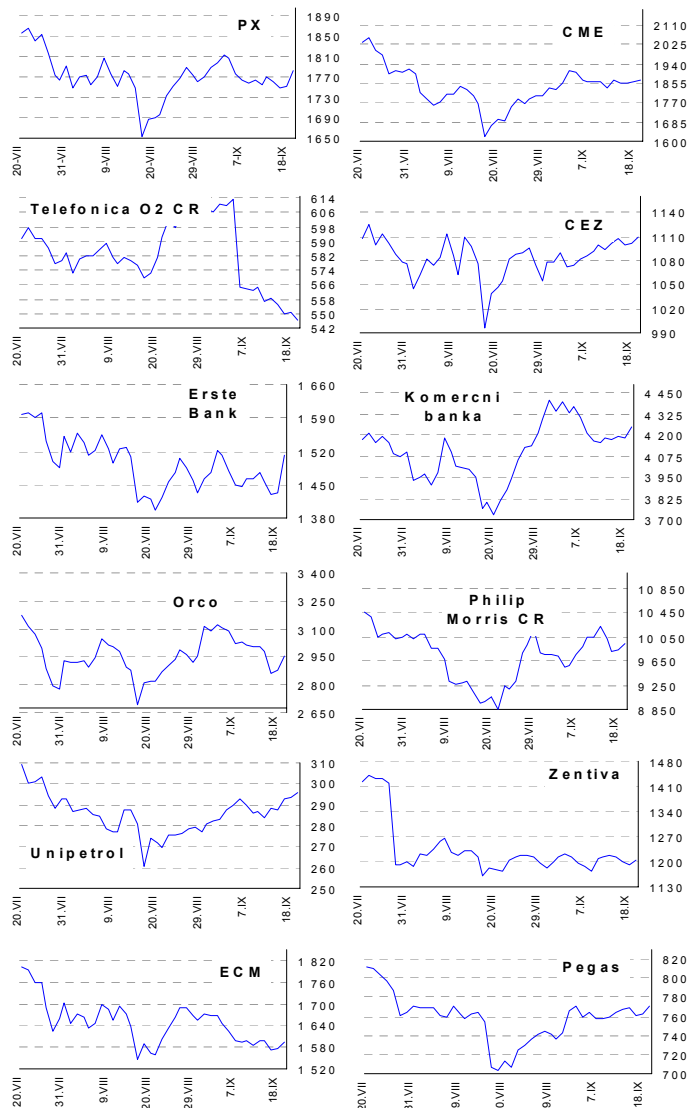 PX
1890
1850
1810
1770
1730
1690
1650
20-VII
31-VII
9-VIII
20-VIII
29-VIII
7-IX
18-IX
CME
2110
2025
1940
1855
1770
1685
1600
20.VII
31.VII
9.VIII
20.VIII
29.VIII
7.IX
18.IX
Telefonica O2 CR
614
606
598
590
582
574
566
558
550
542
20.VII
31.VII
9.VIII
20.VIII
29.VIII
7.IX
18.IX
CEZ
1140
1110
1080
1050
1020
990
20.VII
31.VII
9.VIII
20.VIII
29.VIII
7.IX
18.IX
Erste
Bank
1 660
1 590
1 520
1 450
1 380
20.VII
31.VII
9.VIII
20.VIII
29.VIII
7.IX
18.IX
Komercni
banka
4 450
4 325
4 200
4 075
3 950
3 825
3 700
20.VII
31.VII
9.VIII
20.VIII
29.VIII
7.IX
18.IX
Orco
3 400
3 250
3 100
2 950
2 800
2 650
20.VII
31.VII
9.VIII
20.VIII
29.VIII
7.IX
18.IX
Philip
Morris CR
10 850
10 450
10 050
9 650
9 250
8 850
20.VII
31.VII
9.VIII
20.VIII
29.VIII
7.IX
18.IX
Unipetrol
310
300
290
280
270
260
250
20.VII
31.VII
9.VIII
20.VIII
29.VIII
7.IX
18.IX
Zentiva
1480
1410
1340
1270
1200
1130
20.VII
31.VII
9.VIII
20.VIII
29.VIII
7.IX
18.IX
ECM
1 820
1 760
1 700
1 640
1 580
1 520
20.VII
31.VII
9.VIII
20.VIII
29.VIII
7.IX
18.IX
Pegas
820
800
780
760
740
720
700
20.VII
31.VII
9.VIII
0.VIII
9.VIII
7.IX
18.IX